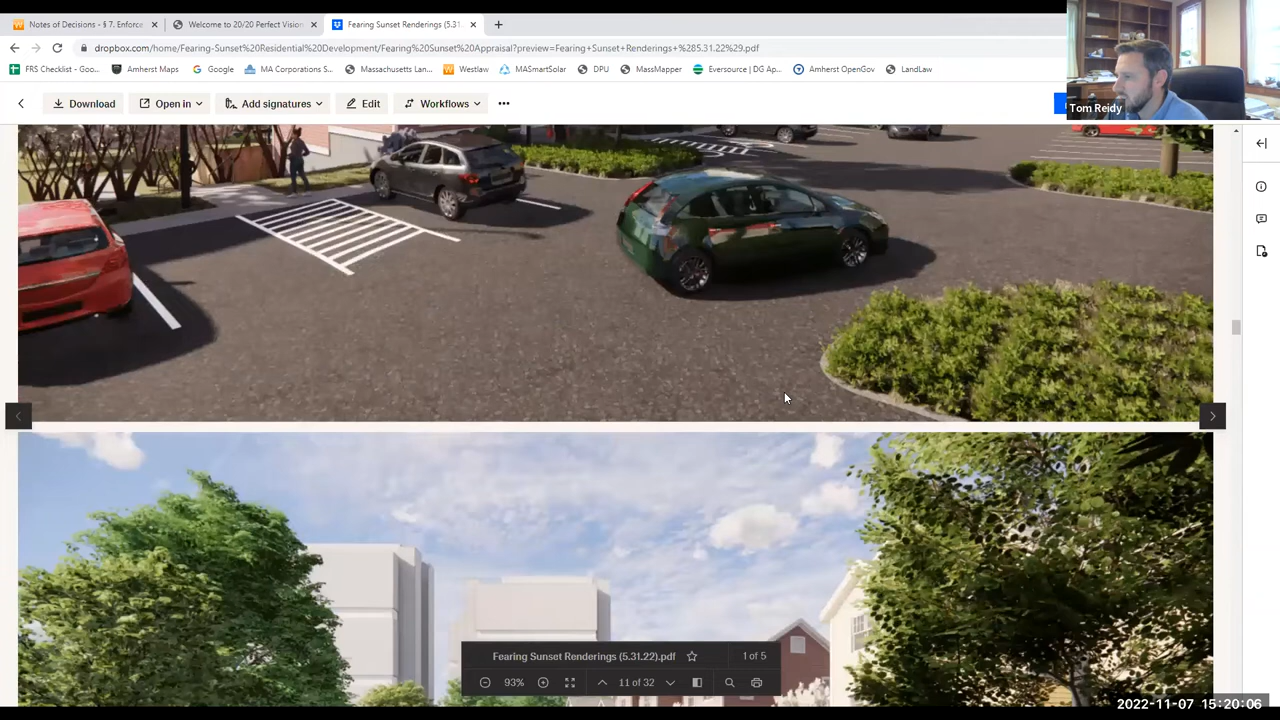 Notes of Decisions - § 7. Enforce
Welcome to 20/20 Perfect Vision
Fearing Sunset Renderings (5.31.
dropbox.com/home/Fearing-Sunset%20Residential%20Development/Fearing%20Sunset%20Appraisal?preview=Fearing+Sunset+Renderings+%285.31.22%29.pdf
FRS Checklist - Goo...
Amherst Maps
Google
MA Corporations S...
Massachusetts Lan...
Westlaw
MASmartSolar
DPU
MassMapper
Eversource | DG Ap...
Amherst OpenGov
LandLaw
Download
Open in
Add signatures
Edit
Workflows
Tom Reidy
Fearing Sunset Renderings (5.31.22).pdf
1 of 5
93%
11 of 32
2022-11-07 15:20:06